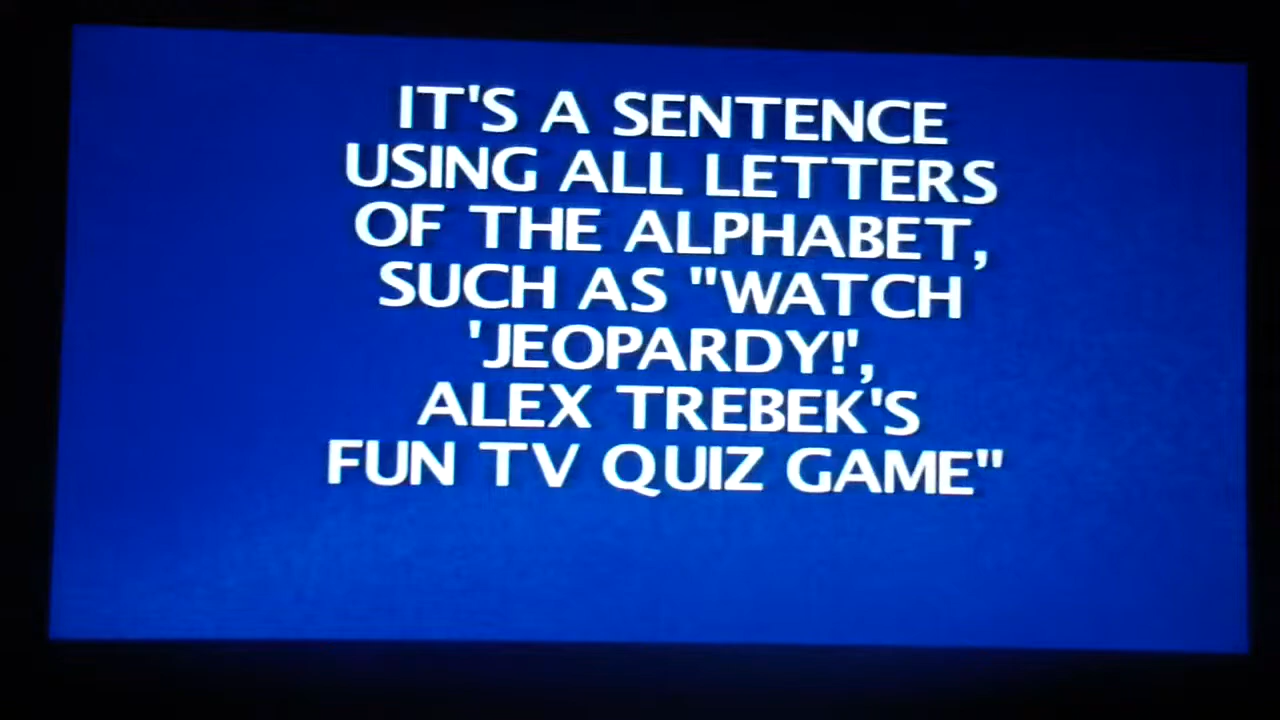 IT'S A SENTENCE
USING ALL LETTERS
OF THE ALPHABET,
SUCH AS "WATCH
'JEOPARDY!',
ALEX TREBEK'S
FUN TV QUIZ GAME"